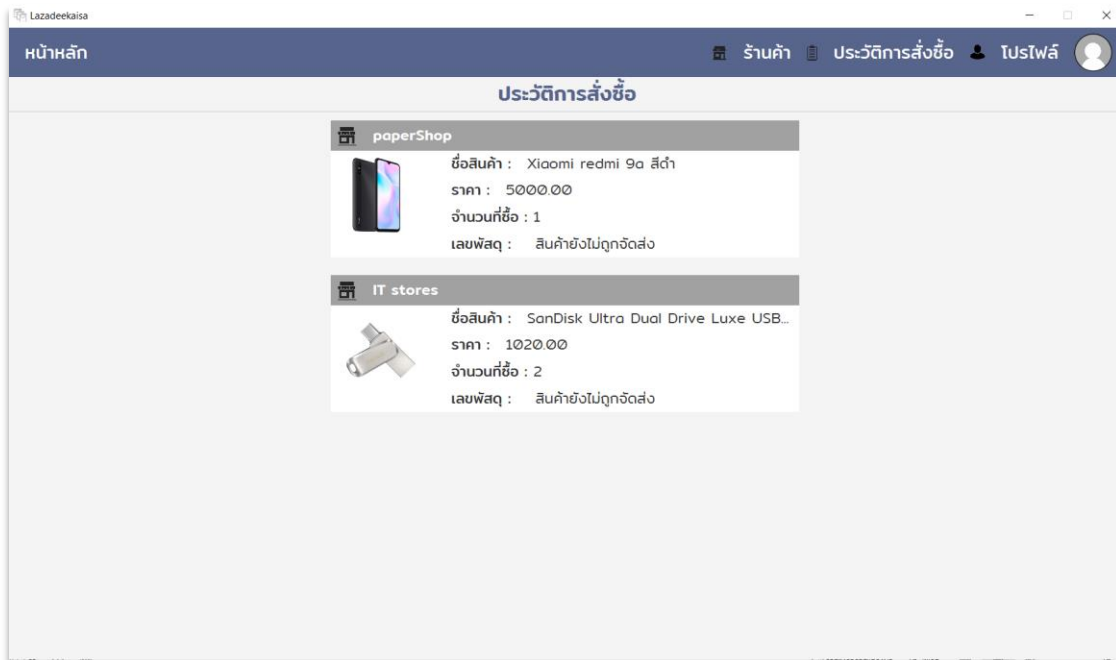 Lazadeekaisa
หน้าหลัก ร้านค้า ประวัติการสั่งซื้อ โปรไฟล์
ประวัติการสั่งซื้อ
paperShop
ชื่อสินค้า : Xiaomi redmi 9a สีดำ
ราคา : 5000.00
จำนวนที่ซื้อ : 1
เลขพัสดุ : สินค้ายังไม่ถูกจัดส่ง
IT stores
ชื่อสินค้า : SanDisk Ultra Dual Drive Luxe USB...
ราคา : 1020.00
จำนวนที่ซื้อ : 2
เลขพัสดุ : สินค้ายังไม่ถูกจัดส่ง